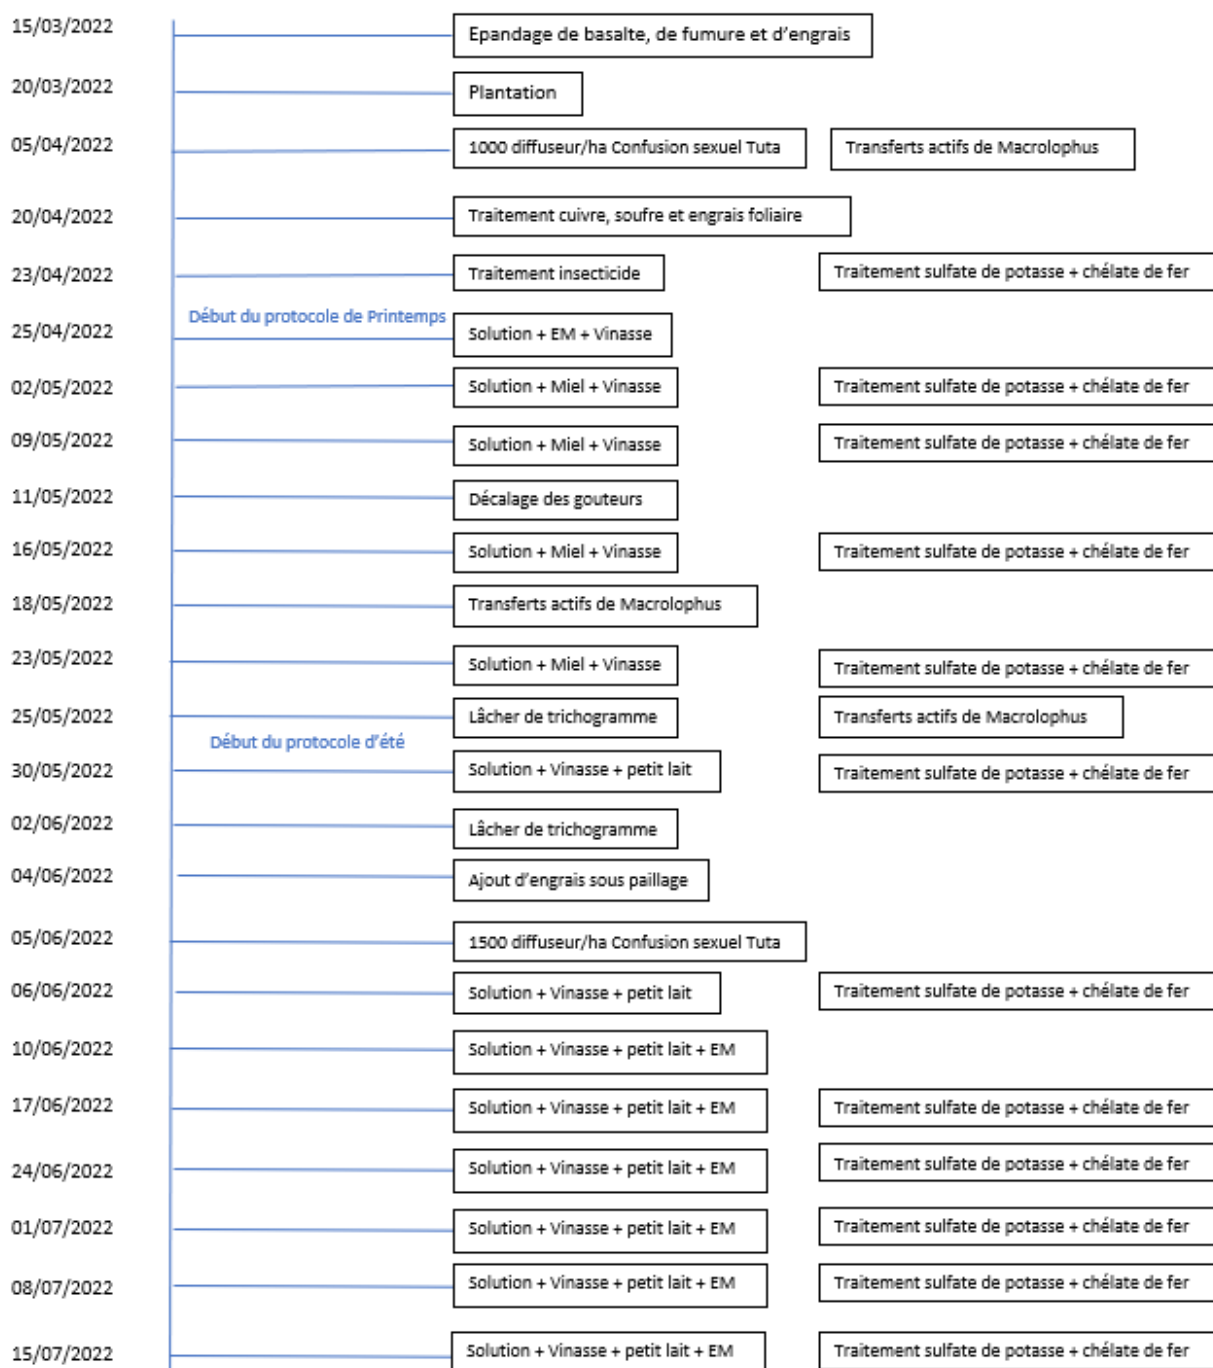 15/03/2022 Epandage de basalte, de fumure et d'engrais
20/03/2022 Plantation
05/04/2022 1000 diffuseur/ha Confusion sexuel Tuta Transferts actifs de Macrolophus
20/04/2022 Traitement cuivre, soufre et engrais foliaire
23/04/2022 Traitement insecticide Traitement sulfate de potasse + chélate de fer
Début du protocole de Printemps
25/04/2022 Solution + EM + Vinasse
02/05/2022 Solution + Miel + Vinasse Traitement sulfate de potasse + chélate de fer
09/05/2022 Solution + Miel + Vinasse Traitement sulfate de potasse + chélate de fer
11/05/2022 Décalage des gouteurs
16/05/2022 Solution + Miel + Vinasse Traitement sulfate de potasse + chélate de fer
18/05/2022 Transferts actifs de Macrolophus
23/05/2022 Solution + Miel + Vinasse Traitement sulfate de potasse + chélate de fer
25/05/2022 Lâcher de trichogramme Transferts actifs de Macrolophus
Début du protocole d'été
30/05/2022 Solution + Vinasse + petit lait Traitement sulfate de potasse + chélate de fer
02/06/2022 Lâcher de trichogramme
04/06/2022 Ajout d'engrais sous paillage
05/06/2022 1500 diffuseur/ha Confusion sexuel Tuta
06/06/2022 Solution + Vinasse + petit lait Traitement sulfate de potasse + chélate de fer
10/06/2022 Solution + Vinasse + petit lait + EM
17/06/2022 Solution + Vinasse + petit lait + EM Traitement sulfate de potasse + chélate de fer
24/06/2022 Solution + Vinasse + petit lait + EM Traitement sulfate de potasse + chélate de fer
01/07/2022 Solution + Vinasse + petit lait + EM Traitement sulfate de potasse + chélate de fer
08/07/2022 Solution + Vinasse + petit lait + EM Traitement sulfate de potasse + chélate de fer
15/07/2022 Solution + Vinasse + petit lait + EM Traitement sulfate de potasse + chélate de fer